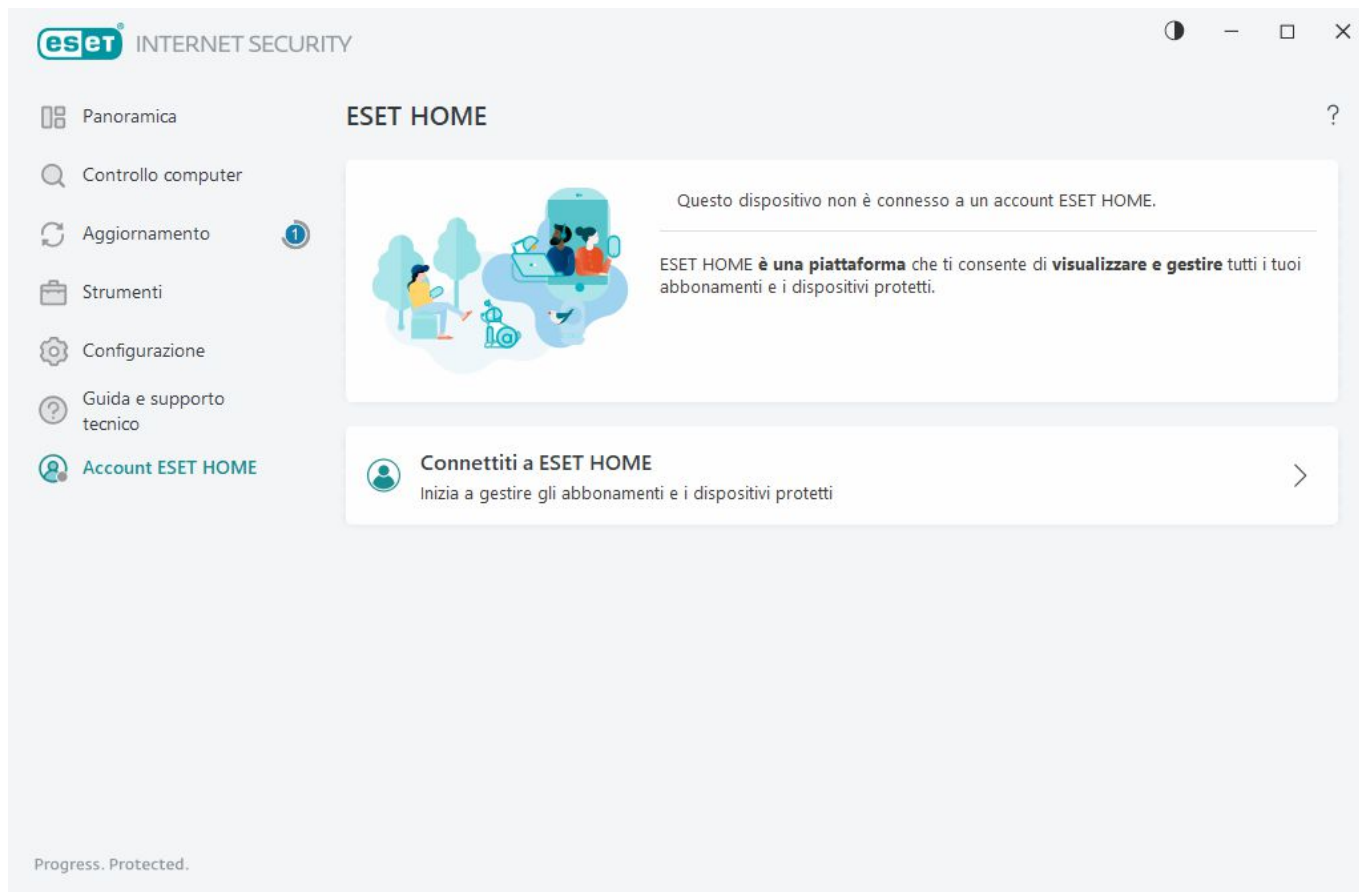 eset® INTERNET SECURITY
Panoramica
Controllo computer
Aggiornamento 1
Strumenti
Configurazione
Guida e supporto
tecnico
Account ESET HOME
ESET HOME
?
Questo dispositivo non è connesso a un account ESET HOME.
ESET HOME è una piattaforma che ti consente di visualizzare e gestire tutti i tuoi
abbonamenti e i dispositivi protetti.
Connettiti a ESET HOME
Inizia a gestire gli abbonamenti e i dispositivi protetti
Progress. Protected.